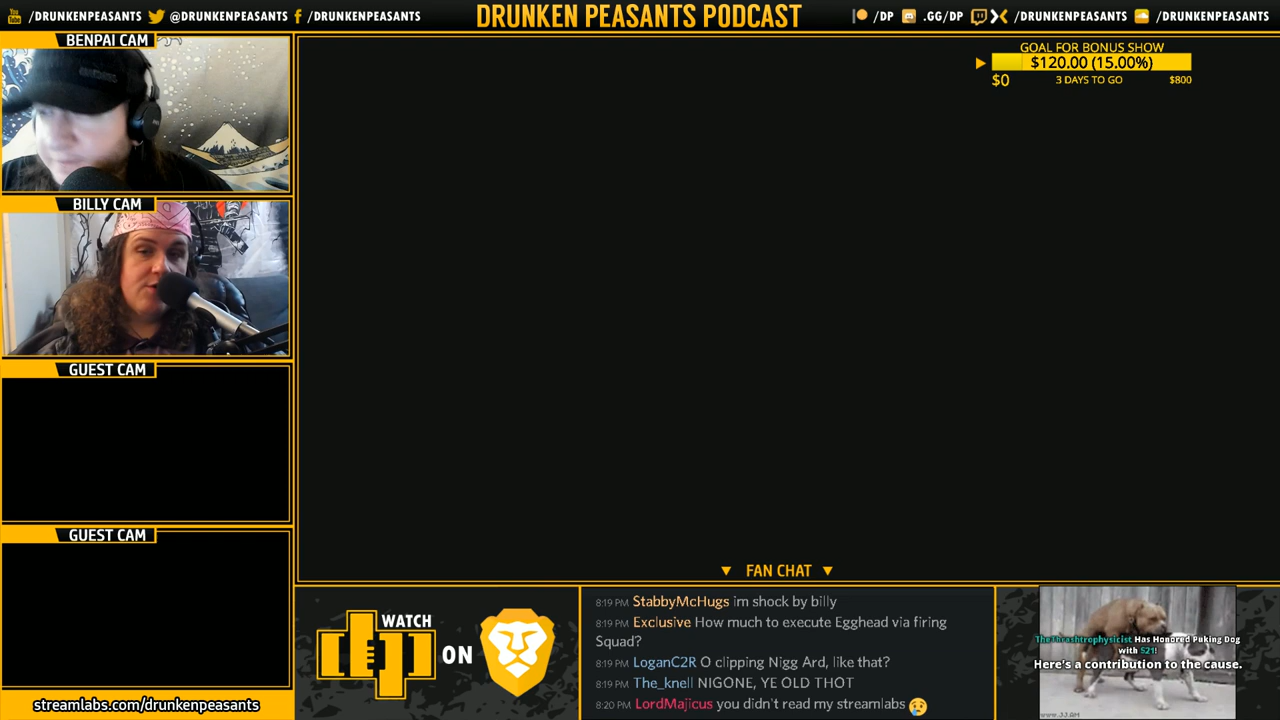 You Tube /DRUNKENPEASANTS @DRUNKENPEASANTS /DRUNKENPEASANTS
DRUNKEN PEASANTS PODCAST
/DP .GG/DP /DRUNKENPEASANTS /DRUNKENPEASANTS
BENPAI CAM
GOAL FOR BONUS SHOW
$120.00 (15.00%)
$0 3 DAYS TO GO $800
BILLY CAM
GUEST CAM
GUEST CAM
FAN CHAT
WATCH
ON
8:19 PM StabbyMcHugs im shock by billy
8:19 PM Exclusive How much to execute Egghead via firing
Squad?
8:19 PM LoganC2R O clipping Nigg Ard, like that?
8:19 PM The_knell NIGONE, YE OLD THOT
8:20 PM LordMajicus you didn't read my streamlabs
TheThrashtrophysicist Has Honored Puking Dog
with $21!
Here's a contribution to the cause.
streamlabs.com/drunkenpeasants